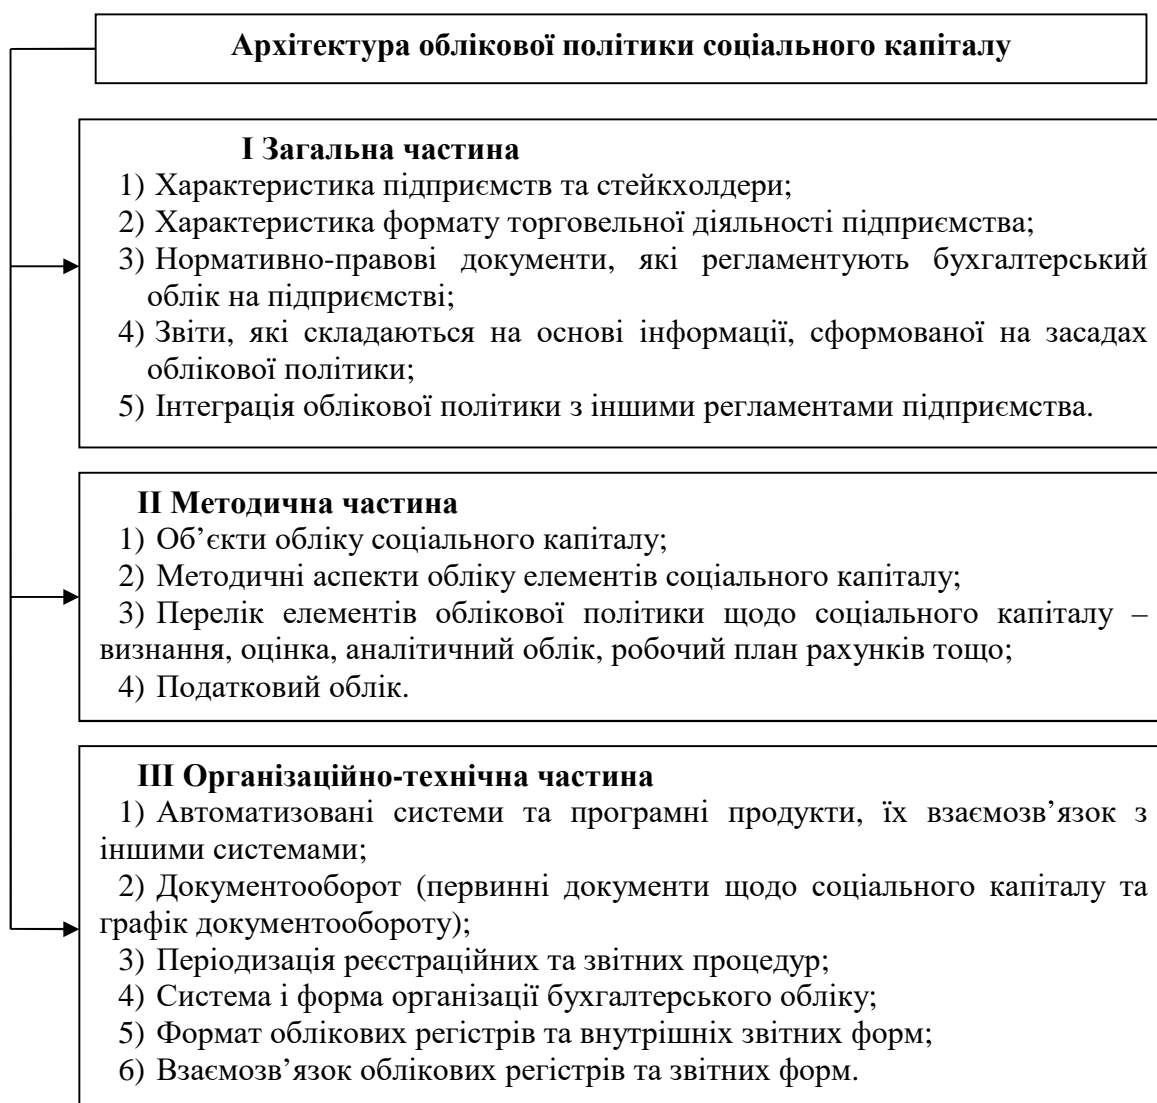 Архітектура облікової політики соціального капіталу
І Загальна частина
1) Характеристика підприємств та стейкхолдери;
2) Характеристика формату торговельної діяльності підприємства;
3) Нормативно-правові документи, які регламентують бухгалтерський
облік на підприємстві;
4) Звіти, які складаються на основі інформації, сформованої на засадах
облікової політики;
5) Інтеграція облікової політики з іншими регламентами підприємства.
ІІ Методична частина
1) Об’єкти обліку соціального капіталу;
2) Методичні аспекти обліку елементів соціального капіталу;
3) Перелік елементів облікової політики щодо соціального капіталу –
визнання, оцінка, аналітичний облік, робочий план рахунків тощо;
4) Податковий облік.
ІІІ Організаційно-технічна частина
1) Автоматизовані системи та програмні продукти, їх взаємозв’язок з
іншими системами;
2) Документооборот (первинні документи щодо соціального капіталу та
графік документообороту);
3) Періодизація реєстраційних та звітних процедур;
4) Система і форма організації бухгалтерського обліку;
5) Формат облікових регістрів та внутрішніх звітних форм;
6) Взаємозв’язок облікових регістрів та звітних форм.